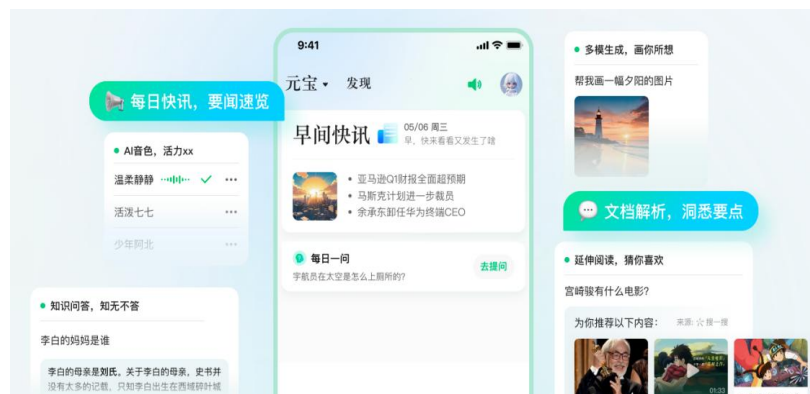 9:41
元宝
发现
早间快讯
05/06 周三
早，快来看看又发生了啥
• 亚马逊Q1财报全面超预期
• 马斯克计划进一步裁员
• 余承东卸任华为终端CEO
每日一问
宇航员在太空是怎么上厕所的?
去提问
每日快讯，要闻速览
• AI音色，活力xx
温柔静静
活泼七七
少年阿北
• 知识问答，知无不答
李白的妈妈是谁
李白的母亲是刘氏。关于李白的母亲，史书并
没有太多的记载，只知李白出生在西域碎叶城
• 多模生成，画你所想
帮我画一幅夕阳的图片
文档解析，洞悉要点
• 延伸阅读，猜你喜欢
宫崎骏有什么电影?
为你推荐以下内容:
来源: 搜一搜
01:33